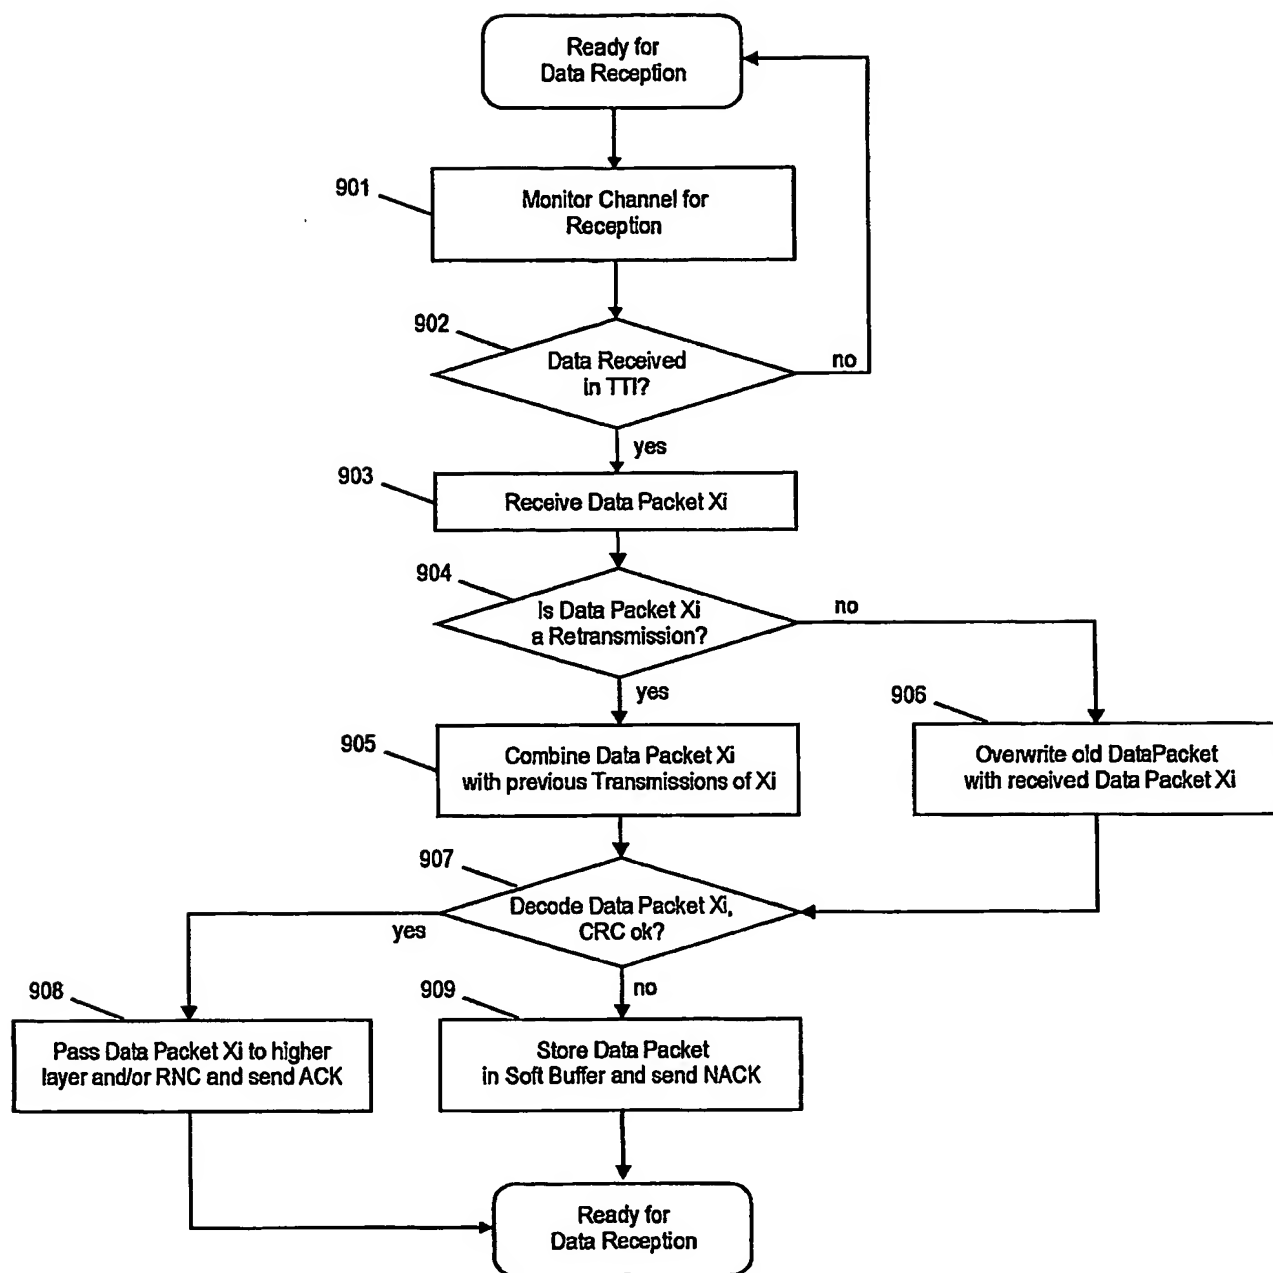 Ready for
Data Reception
901
Monitor Channel for
Reception
902
Data Received
in TTI?
no
yes
903
Receive Data Packet Xi
904
Is Data Packet Xi
a Retransmission?
no
yes
905
Combine Data Packet Xi
with previous Transmissions of Xi
906
Overwrite old DataPacket
with received Data Packet Xi
907
Decode Data Packet Xi,
CRC ok?
yes
no
908
Pass Data Packet Xi to higher
layer and/or RNC and send ACK
909
Store Data Packet
in Soft Buffer and send NACK
Ready for
Data Reception